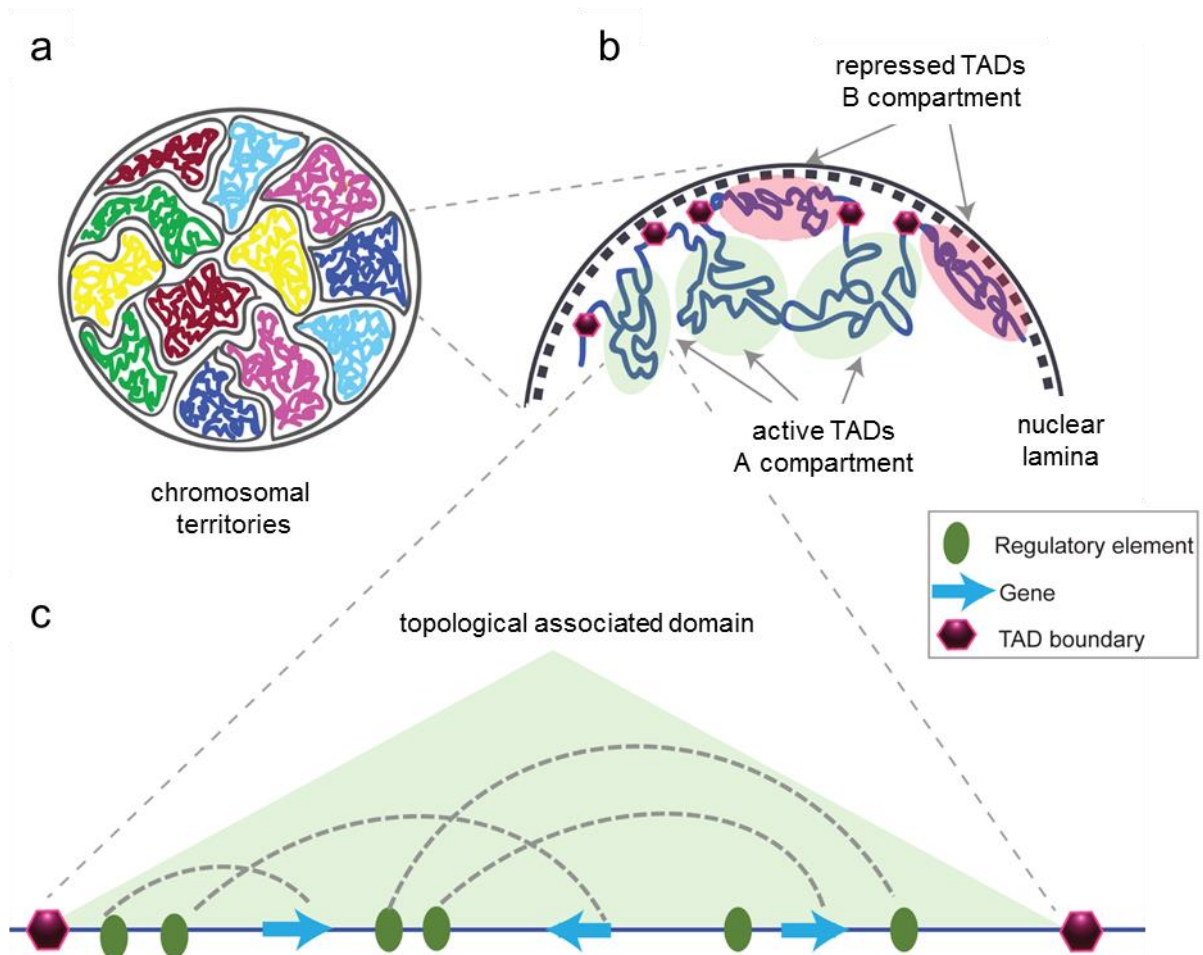 a
b
repressed TADs
B compartment
chromosomal
territories
active TADs
A compartment
nuclear
lamina
Regulatory element
Gene
TAD boundary
c
topological associated domain